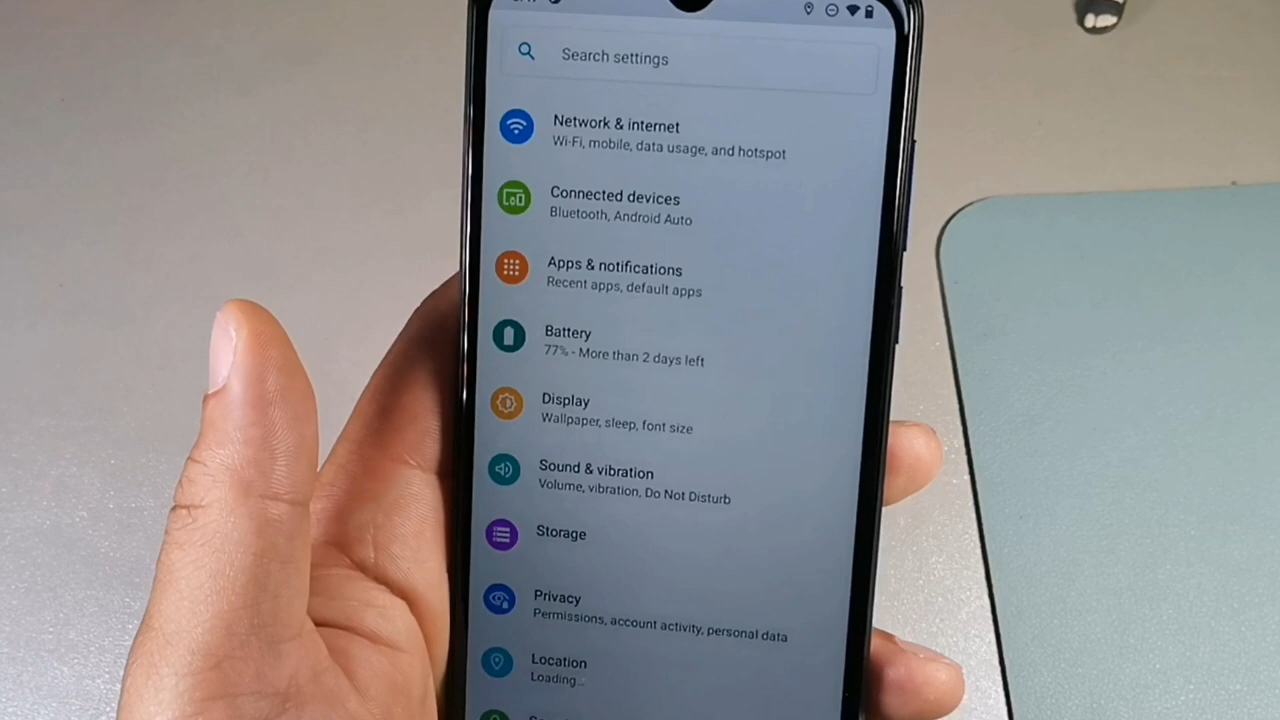 Search settings
Network & internet
Wi-Fi, mobile, data usage, and hotspot
Connected devices
Bluetooth, Android Auto
Apps & notifications
Recent apps, default apps
Battery
77% - More than 2 days left
Display
Wallpaper, sleep, font size
Sound & vibration
Volume, vibration, Do Not Disturb
Storage
Privacy
Permissions, account activity, personal data
Location
Loading...